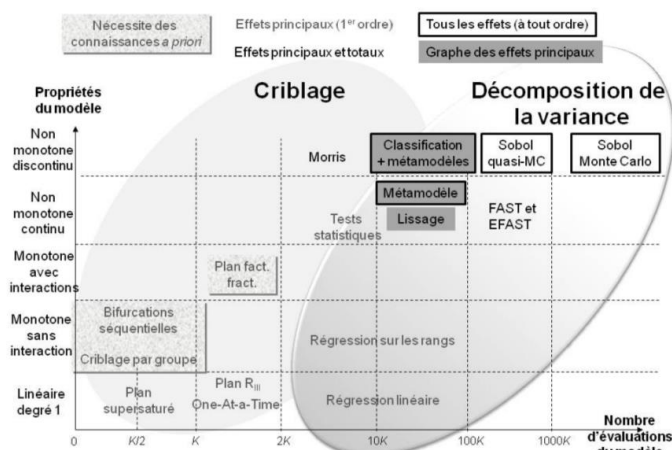 Nécessite des
connaissances a priori
Effets principaux (1er ordre)
Effets principaux et totaux
Tous les effets (à tout ordre)
Graphe des effets principaux
Propriétés
du modèle
Criblage
Décomposition de
la variance
Non
monotone
discontinu
Morris
Classification
+ métamodèles
Sobol
quasi-MC
Sobol
Monte Carlo
Non
monotone
continu
Tests
statistiques
Métamodèle
Lissage
FAST et
EFAST
Monotone
avec
interactions
Plan fact.
fract.
Monotone
sans
interaction
Bifurcations
séquentielles
Criblage par groupe
Régression sur les rangs
Linéaire
degré 1
Plan
supersaturé
Plan RIII
One-At-a-Time
Régression linéaire
0
K/2
K
2K
10K
100K
1000K
Nombre
d'évaluations
du modèle